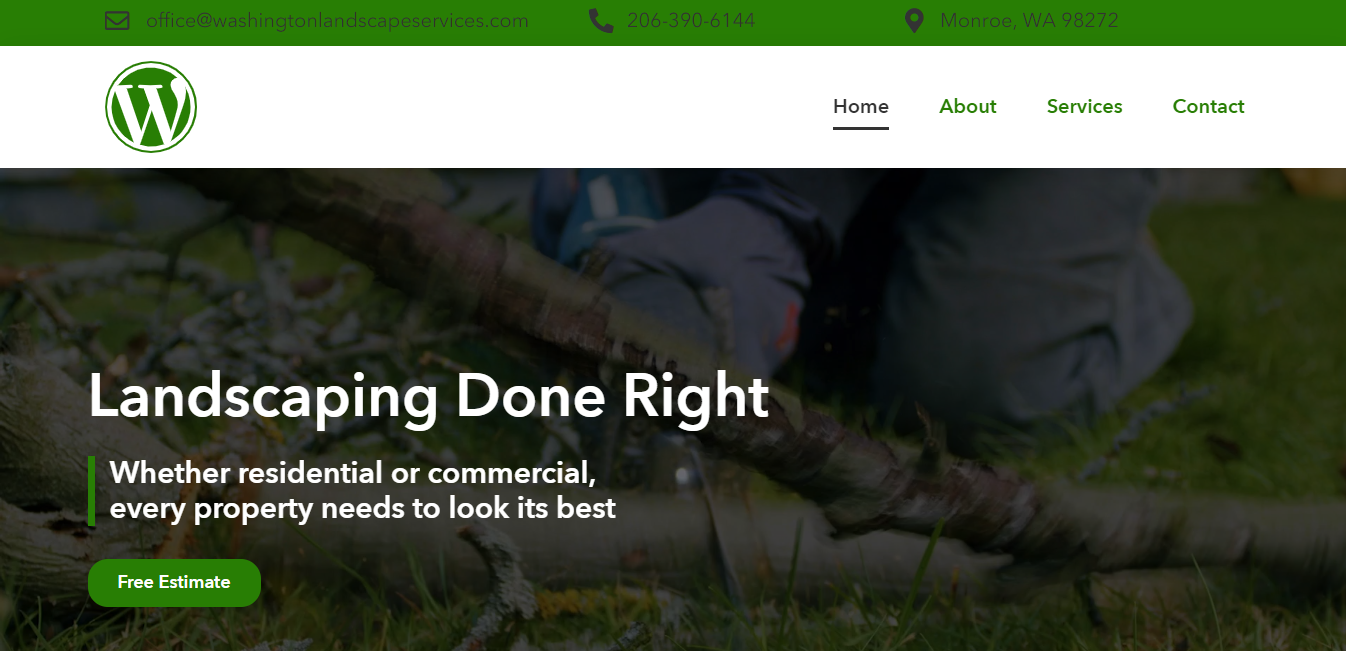 office@washingtonlandscapeservices.com
206-390-6144
Monroe, WA 98272
W
Home
About
Services
Contact
Landscaping Done Right
Whether residential or commercial,
every property needs to look its best
Free Estimate